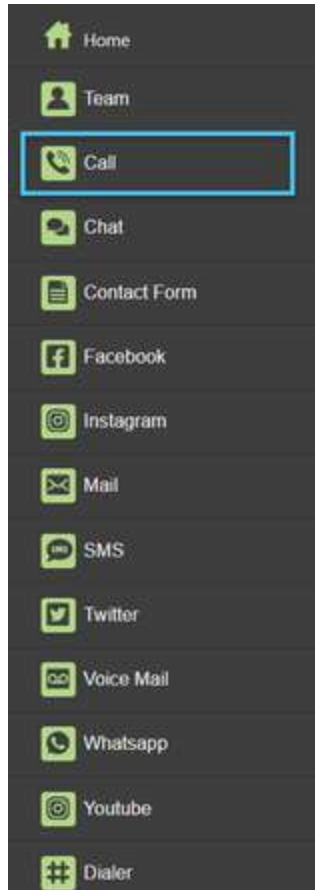 Home
Team
Call
Chat
Contact Form
Facebook
Instagram
Mail
SMS
Twitter
Voice Mail
Whatsapp
Youtube
Dialer